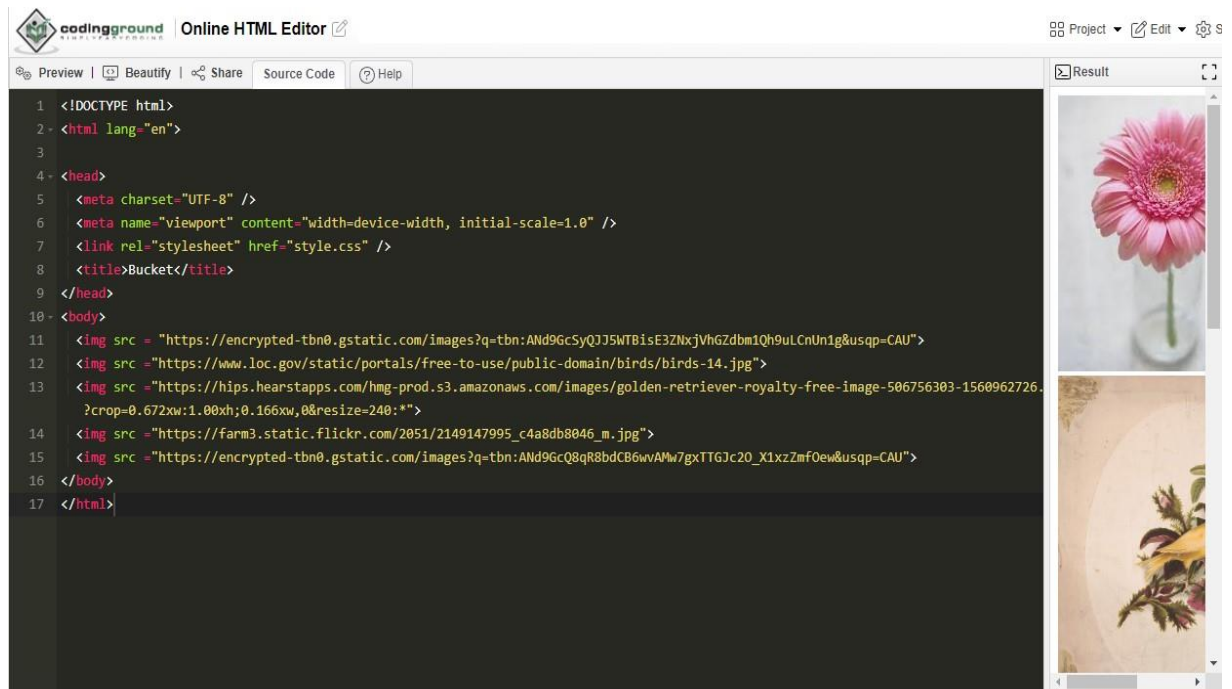 codingground Online HTML Editor Project Edit S
SIMPLYEASYCODING
Preview | Beautify | Share Source Code Help Result
1 <!DOCTYPE html>
2 <html lang="en">
3
4 <head>
5 <meta charset="UTF-8" />
6 <meta name="viewport" content="width=device-width, initial-scale=1.0" />
7 <link rel="stylesheet" href="style.css" />
8 <title>Bucket</title>
9 </head>
10 <body>
11 <img src = "https://encrypted-tbn0.gstatic.com/images?q=tbn:ANd9GcSyQJJ5WTBisE3ZNxjVhGZdbm1Qh9uLCnUn1g&usqp=CAU">
12 <img src ="https://www.loc.gov/static/portals/free-to-use/public-domain/birds/birds-14.jpg">
13 <img src ="https://hips.hearstapps.com/hmg-prod.s3.amazonaws.com/images/golden-retriever-royalty-free-image-506756303-1560962726.
?crop=0.672xw:1.00xh;0.166xw,0&resize=240:*">
14 <img src ="https://farm3.static.flickr.com/2051/2149147995_c4a8db8046_m.jpg">
15 <img src ="https://encrypted-tbn0.gstatic.com/images?q=tbn:ANd9GcQ8qR8bdCB6wvAMw7gxTTGJc2O_X1xzZmfOew&usqp=CAU">
16 </body>
17 </html>